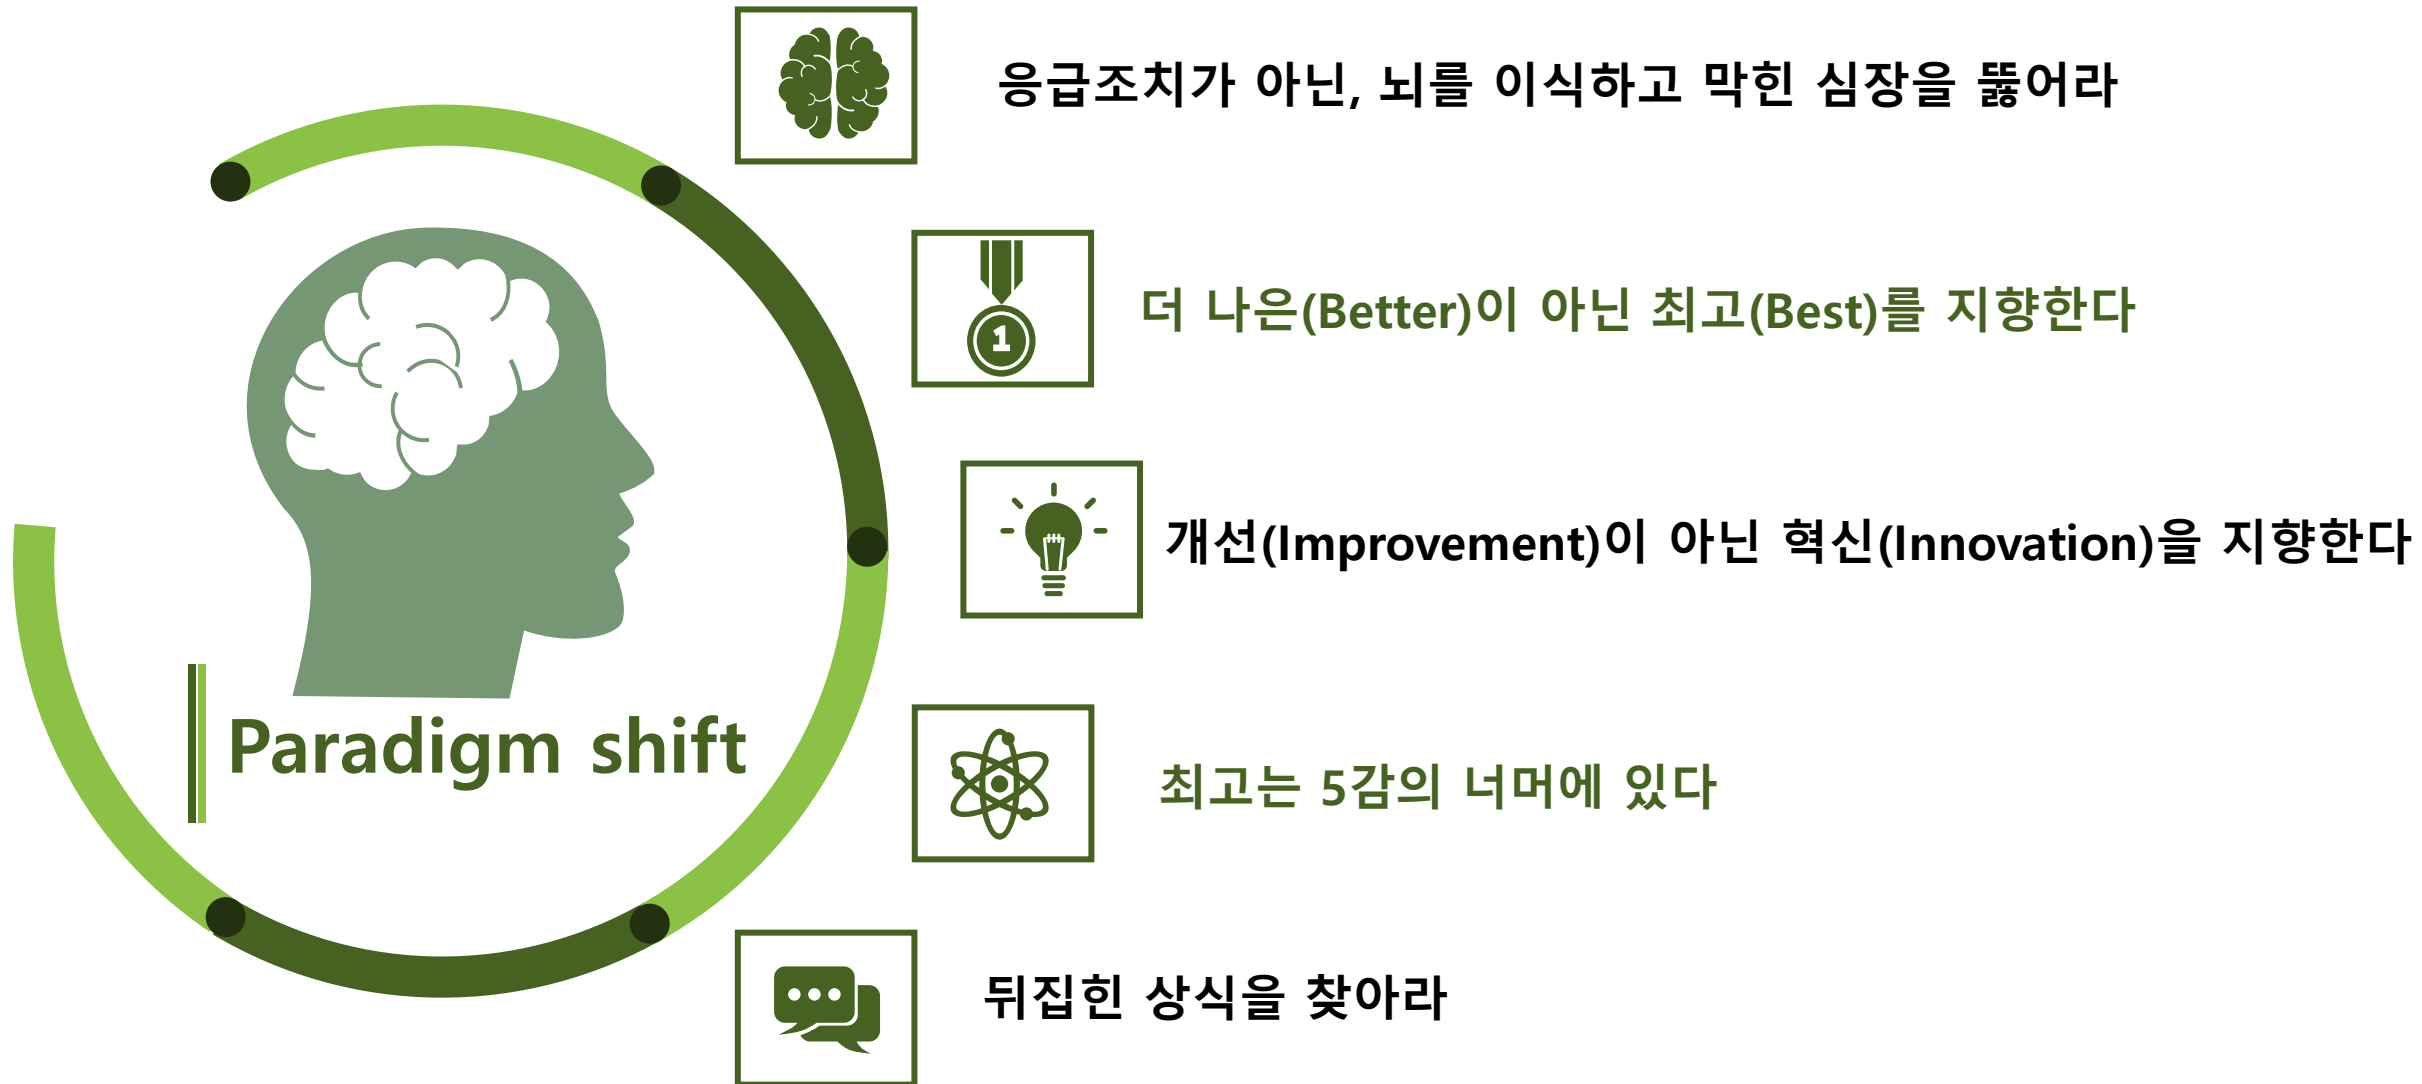 응급조치가 아닌, 뇌를 이식하고 막힌 심장을 뚫어라
더 나은(Better)이 아닌 최고(Best)를 지향한다
1
개선(Improvement)이 아닌 혁신(Innovation)을 지향한다
Paradigm shift
최고는 5감의 너머에 있다
뒤집힌 상식을 찾아라